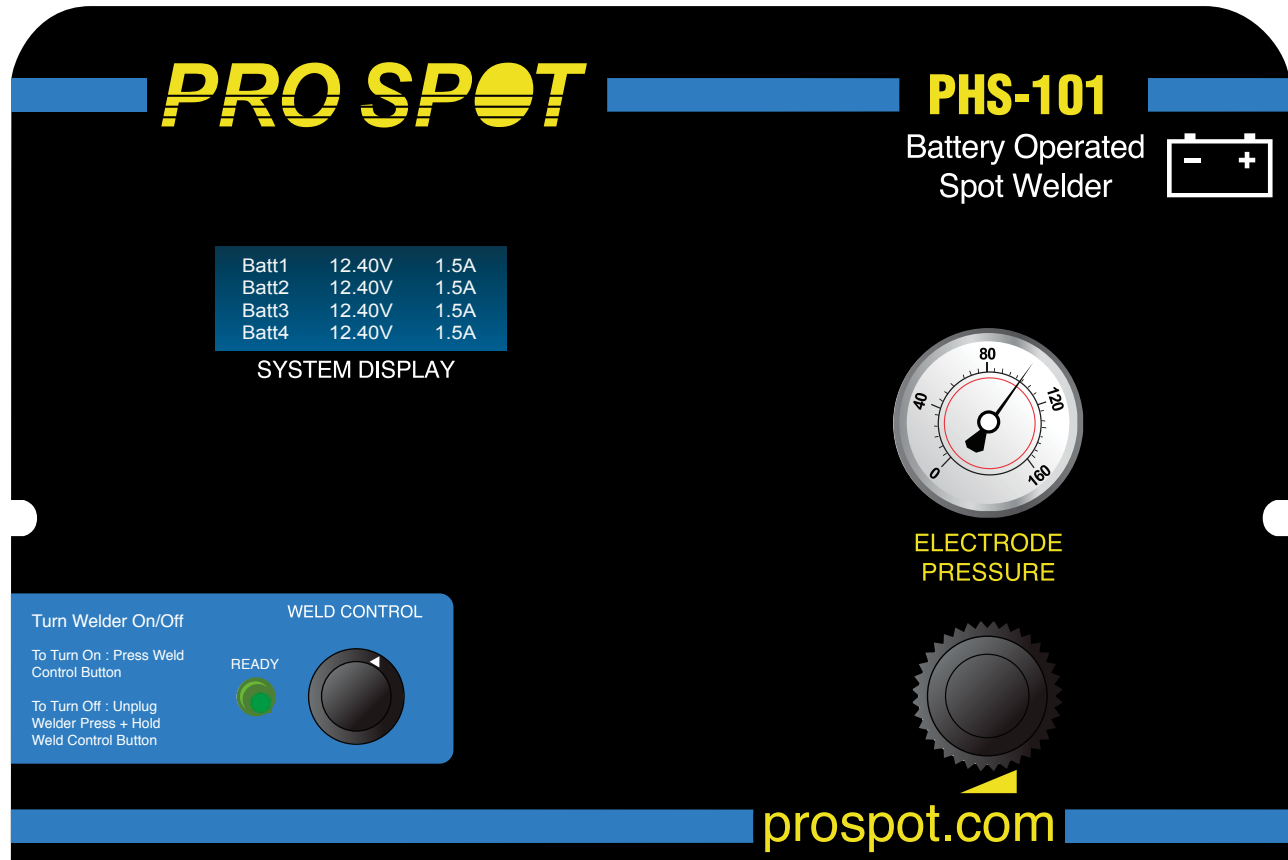 PRO SPOT
PHS-101
Battery Operated
Spot Welder
- +
Batt1 12.40V 1.5A
Batt2 12.40V 1.5A
Batt3 12.40V 1.5A
Batt4 12.40V 1.5A
SYSTEM DISPLAY
0
40
80
120
160
ELECTRODE
PRESSURE
Turn Welder On/Off
To Turn On : Press Weld
Control Button
To Turn Off : Unplug
Welder Press + Hold
Weld Control Button
WELD CONTROL
READY
prospot.com